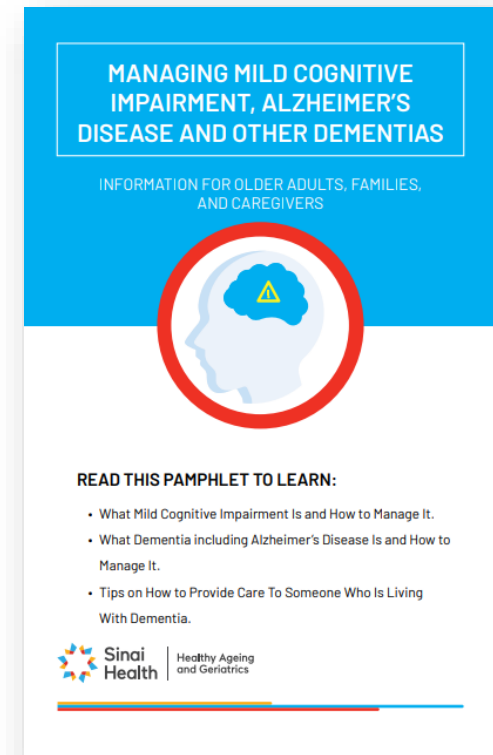 MANAGING MILD COGNITIVE
IMPAIRMENT, ALZHEIMER'S
DISEASE AND OTHER DEMENTIAS
INFORMATION FOR OLDER ADULTS, FAMILIES,
AND CAREGIVERS
READ THIS PAMPHLET TO LEARN:
• What Mild Cognitive Impairment Is and How to Manage It.
• What Dementia including Alzheimer's Disease Is and How to
Manage It.
• Tips on How to Provide Care To Someone Who Is Living
With Dementia.
Sinai
Health
Healthy Ageing
and Geriatrics